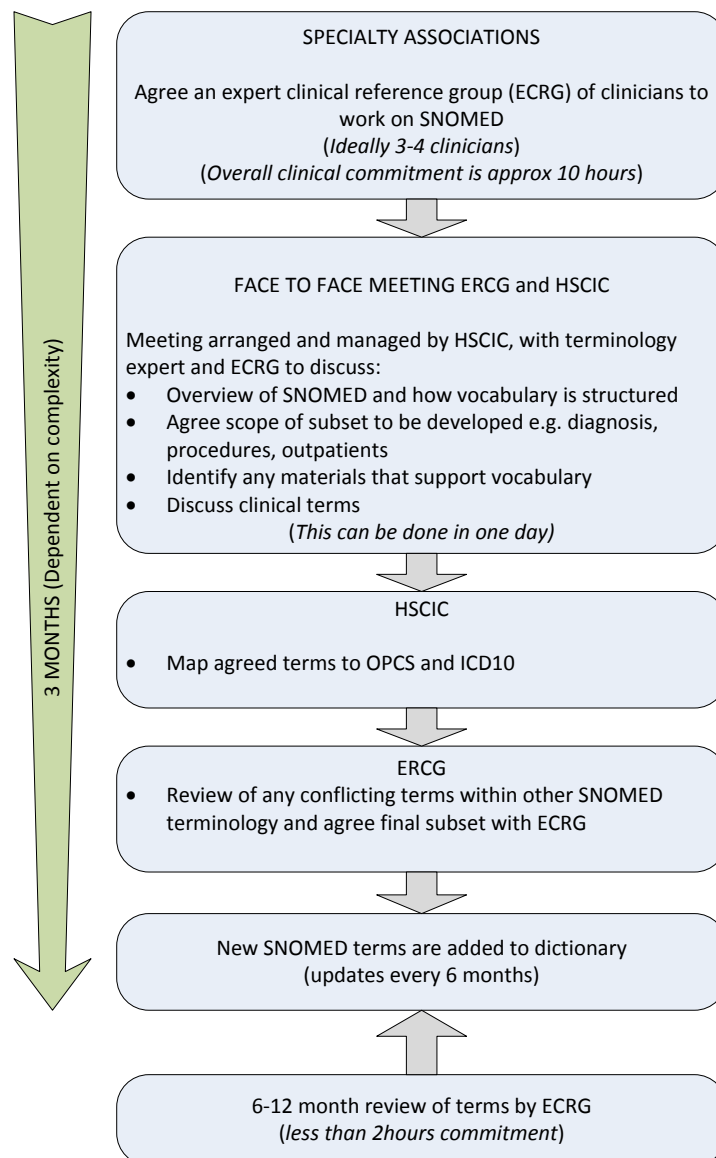 SPECIALTY ASSOCIATIONS
Agree an expert clinical reference group (ECRG) of clinicians to
work on SNOMED
(Ideally 3-4 clinicians)
(Overall clinical commitment is approx 10 hours)
FACE TO FACE MEETING ERCG and HSCIC
Meeting arranged and managed by HSCIC, with terminology
expert and ECRG to discuss:
• Overview of SNOMED and how vocabulary is structured
• Agree scope of subset to be developed e.g. diagnosis,
procedures, outpatients
• Identify any materials that support vocabulary
• Discuss clinical terms
(This can be done in one day)
HSCIC
• Map agreed terms to OPCS and ICD10
ERCG
• Review of any conflicting terms within other SNOMED
terminology and agree final subset with ECRG
New SNOMED terms are added to dictionary
(updates every 6 months)
6-12 month review of terms by ECRG
(less than 2hours commitment)
3 MONTHS (Dependent on complexity)